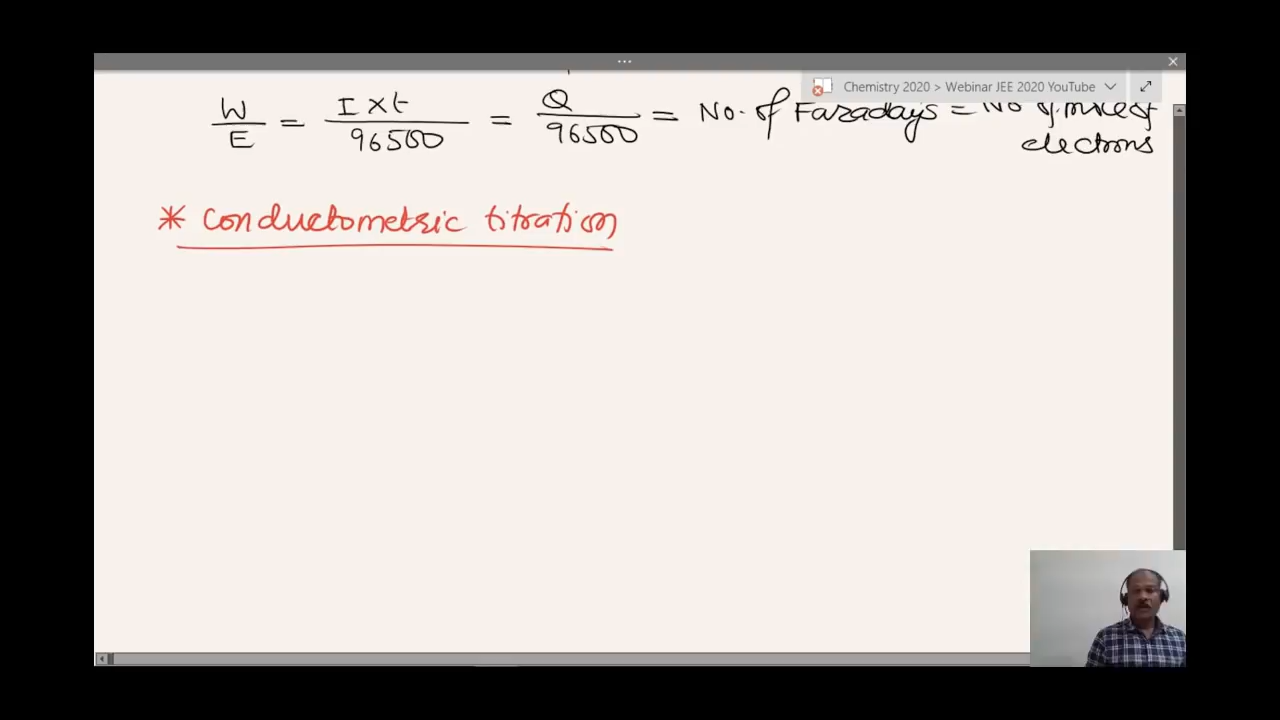 Chemistry 2020 > Webinar JEE 2020 YouTube
W/E = I×t/96500 = Q/96500 = No. of Faradays = No of moles of
electrons
* Conductometric titration